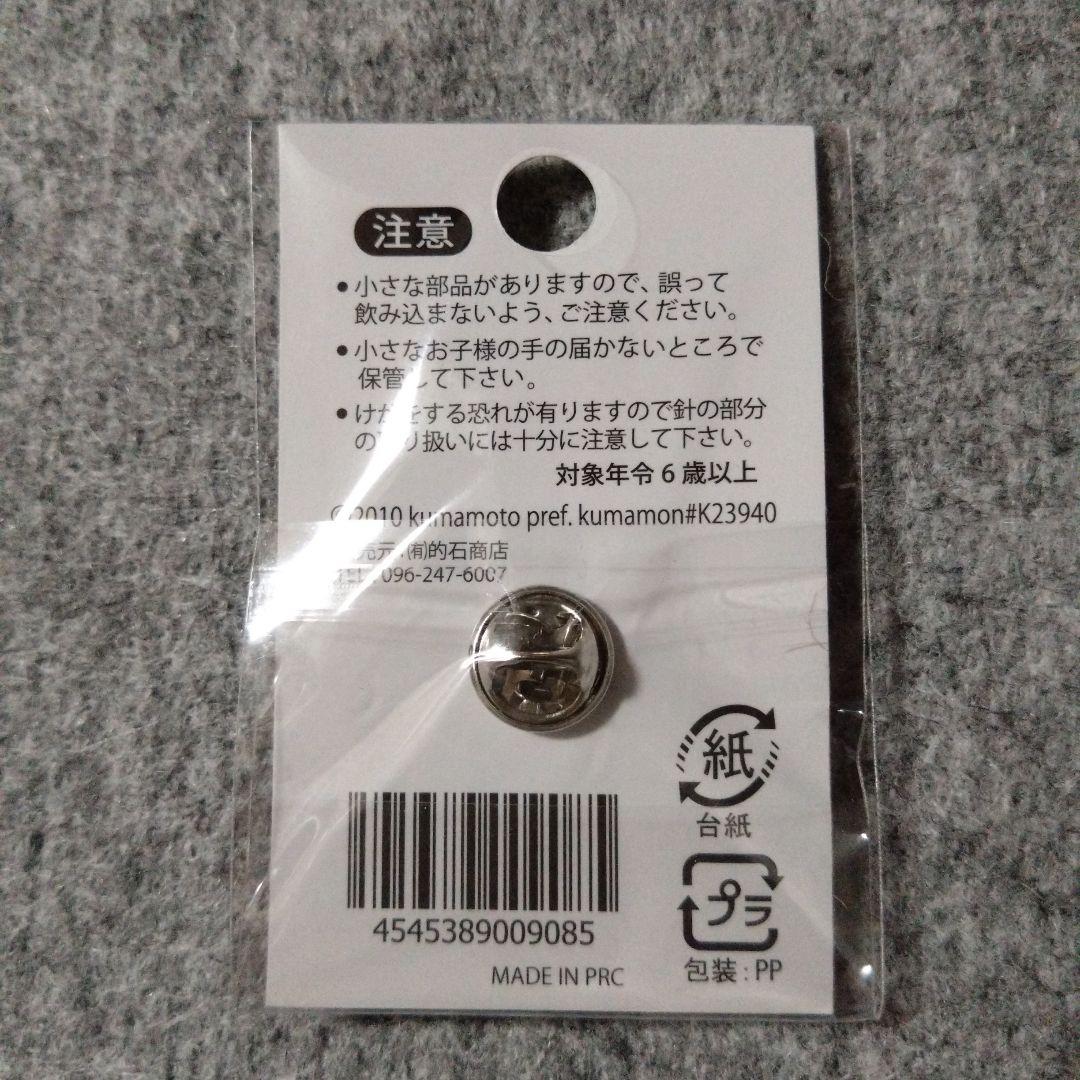 注意
●小さな部品がありますので、誤って
飲み込まないよう、ご注意ください。
●小さなお子様の手の届かないところで
保管して下さい。
●けがをする恐れが有りますので針の部分
の取り扱いには十分に注意して下さい。
対象年令6歳以上
©2010 kumamoto pref. kumamon#K23940
売元:㈲的石商店
TEL:096-247-6007
紙
台紙
プラ
包装:PP
4545389009085
MADE IN PRC